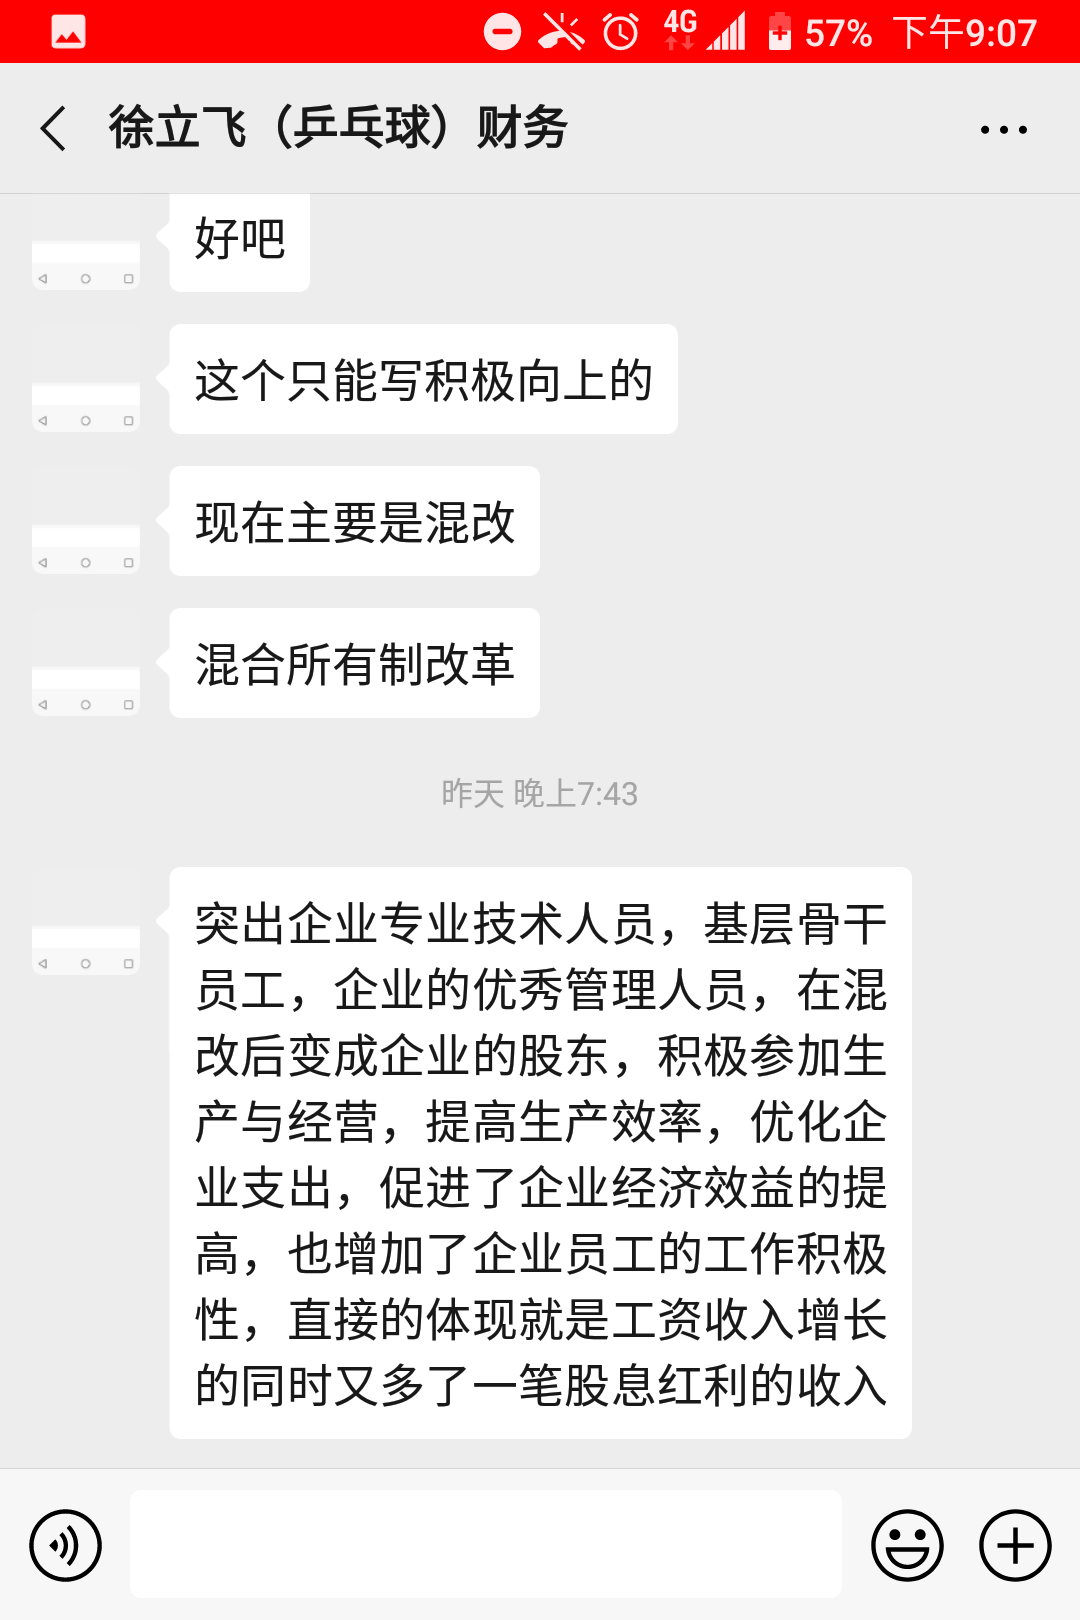 4G 57% 下午9:07
徐立飞（乒乓球）财务
好吧
这个只能写积极向上的
现在主要是混改
混合所有制改革
昨天 晚上7:43
突出企业专业技术人员，基层骨干
员工，企业的优秀管理人员，在混
改后变成企业的股东，积极参加生
产与经营，提高生产效率，优化企
业支出，促进了企业经济效益的提
高，也增加了企业员工的工作积极
性，直接的体现就是工资收入增长
的同时又多了一笔股息红利的收入